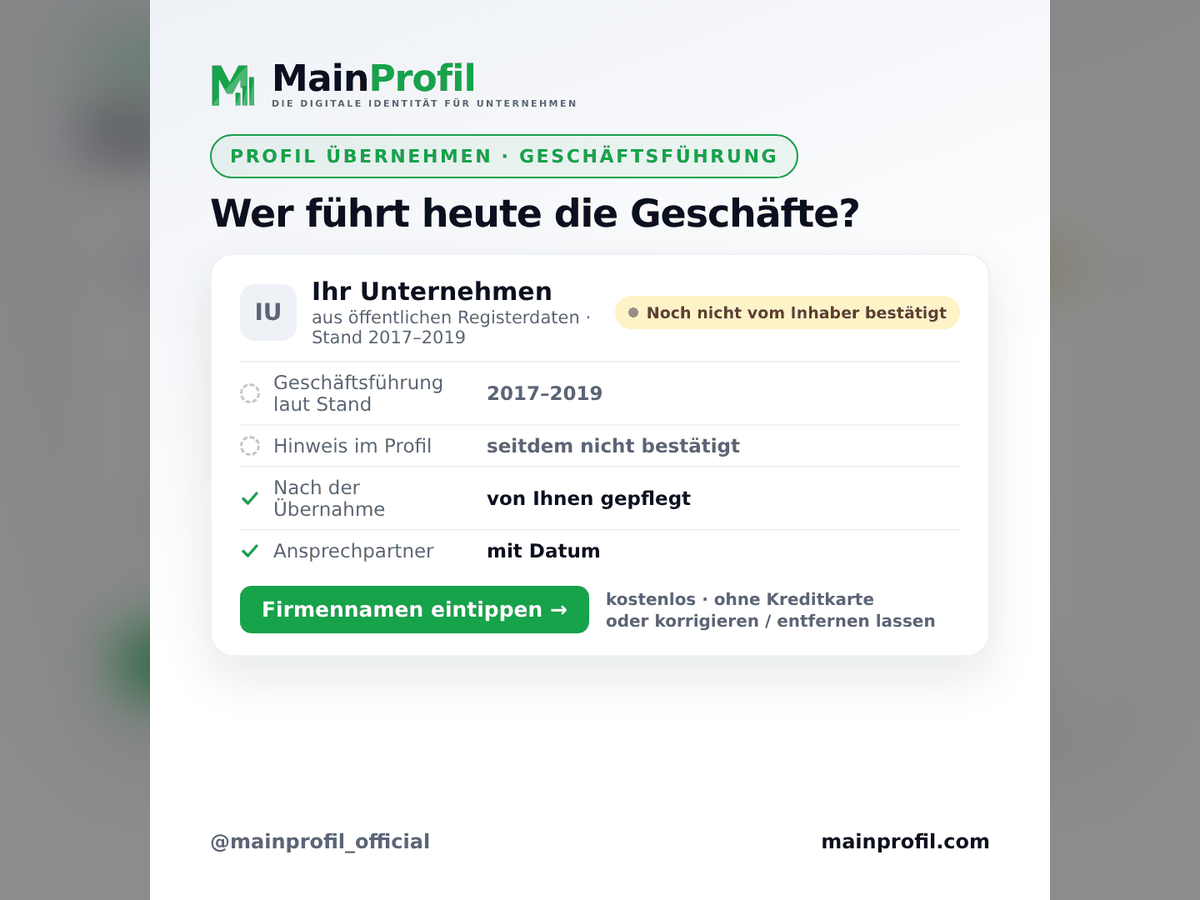 MainProfil
DIE DIGITALE IDENTITÄT FÜR UNTERNEHMEN
PROFIL ÜBERNEHMEN · GESCHÄFTSFÜHRUNG
Wer führt heute die Geschäfte?
IU
Ihr Unternehmen
aus öffentlichen Registerdaten ·
Stand 2017–2019
Noch nicht vom Inhaber bestätigt
Geschäftsführung
laut Stand
2017–2019
Hinweis im Profil
seitdem nicht bestätigt
Nach der
Übernahme
von Ihnen gepflegt
Ansprechpartner
mit Datum
Firmennamen eintippen →
kostenlos · ohne Kreditkarte
oder korrigieren / entfernen lassen
@mainprofil_official
mainprofil.com